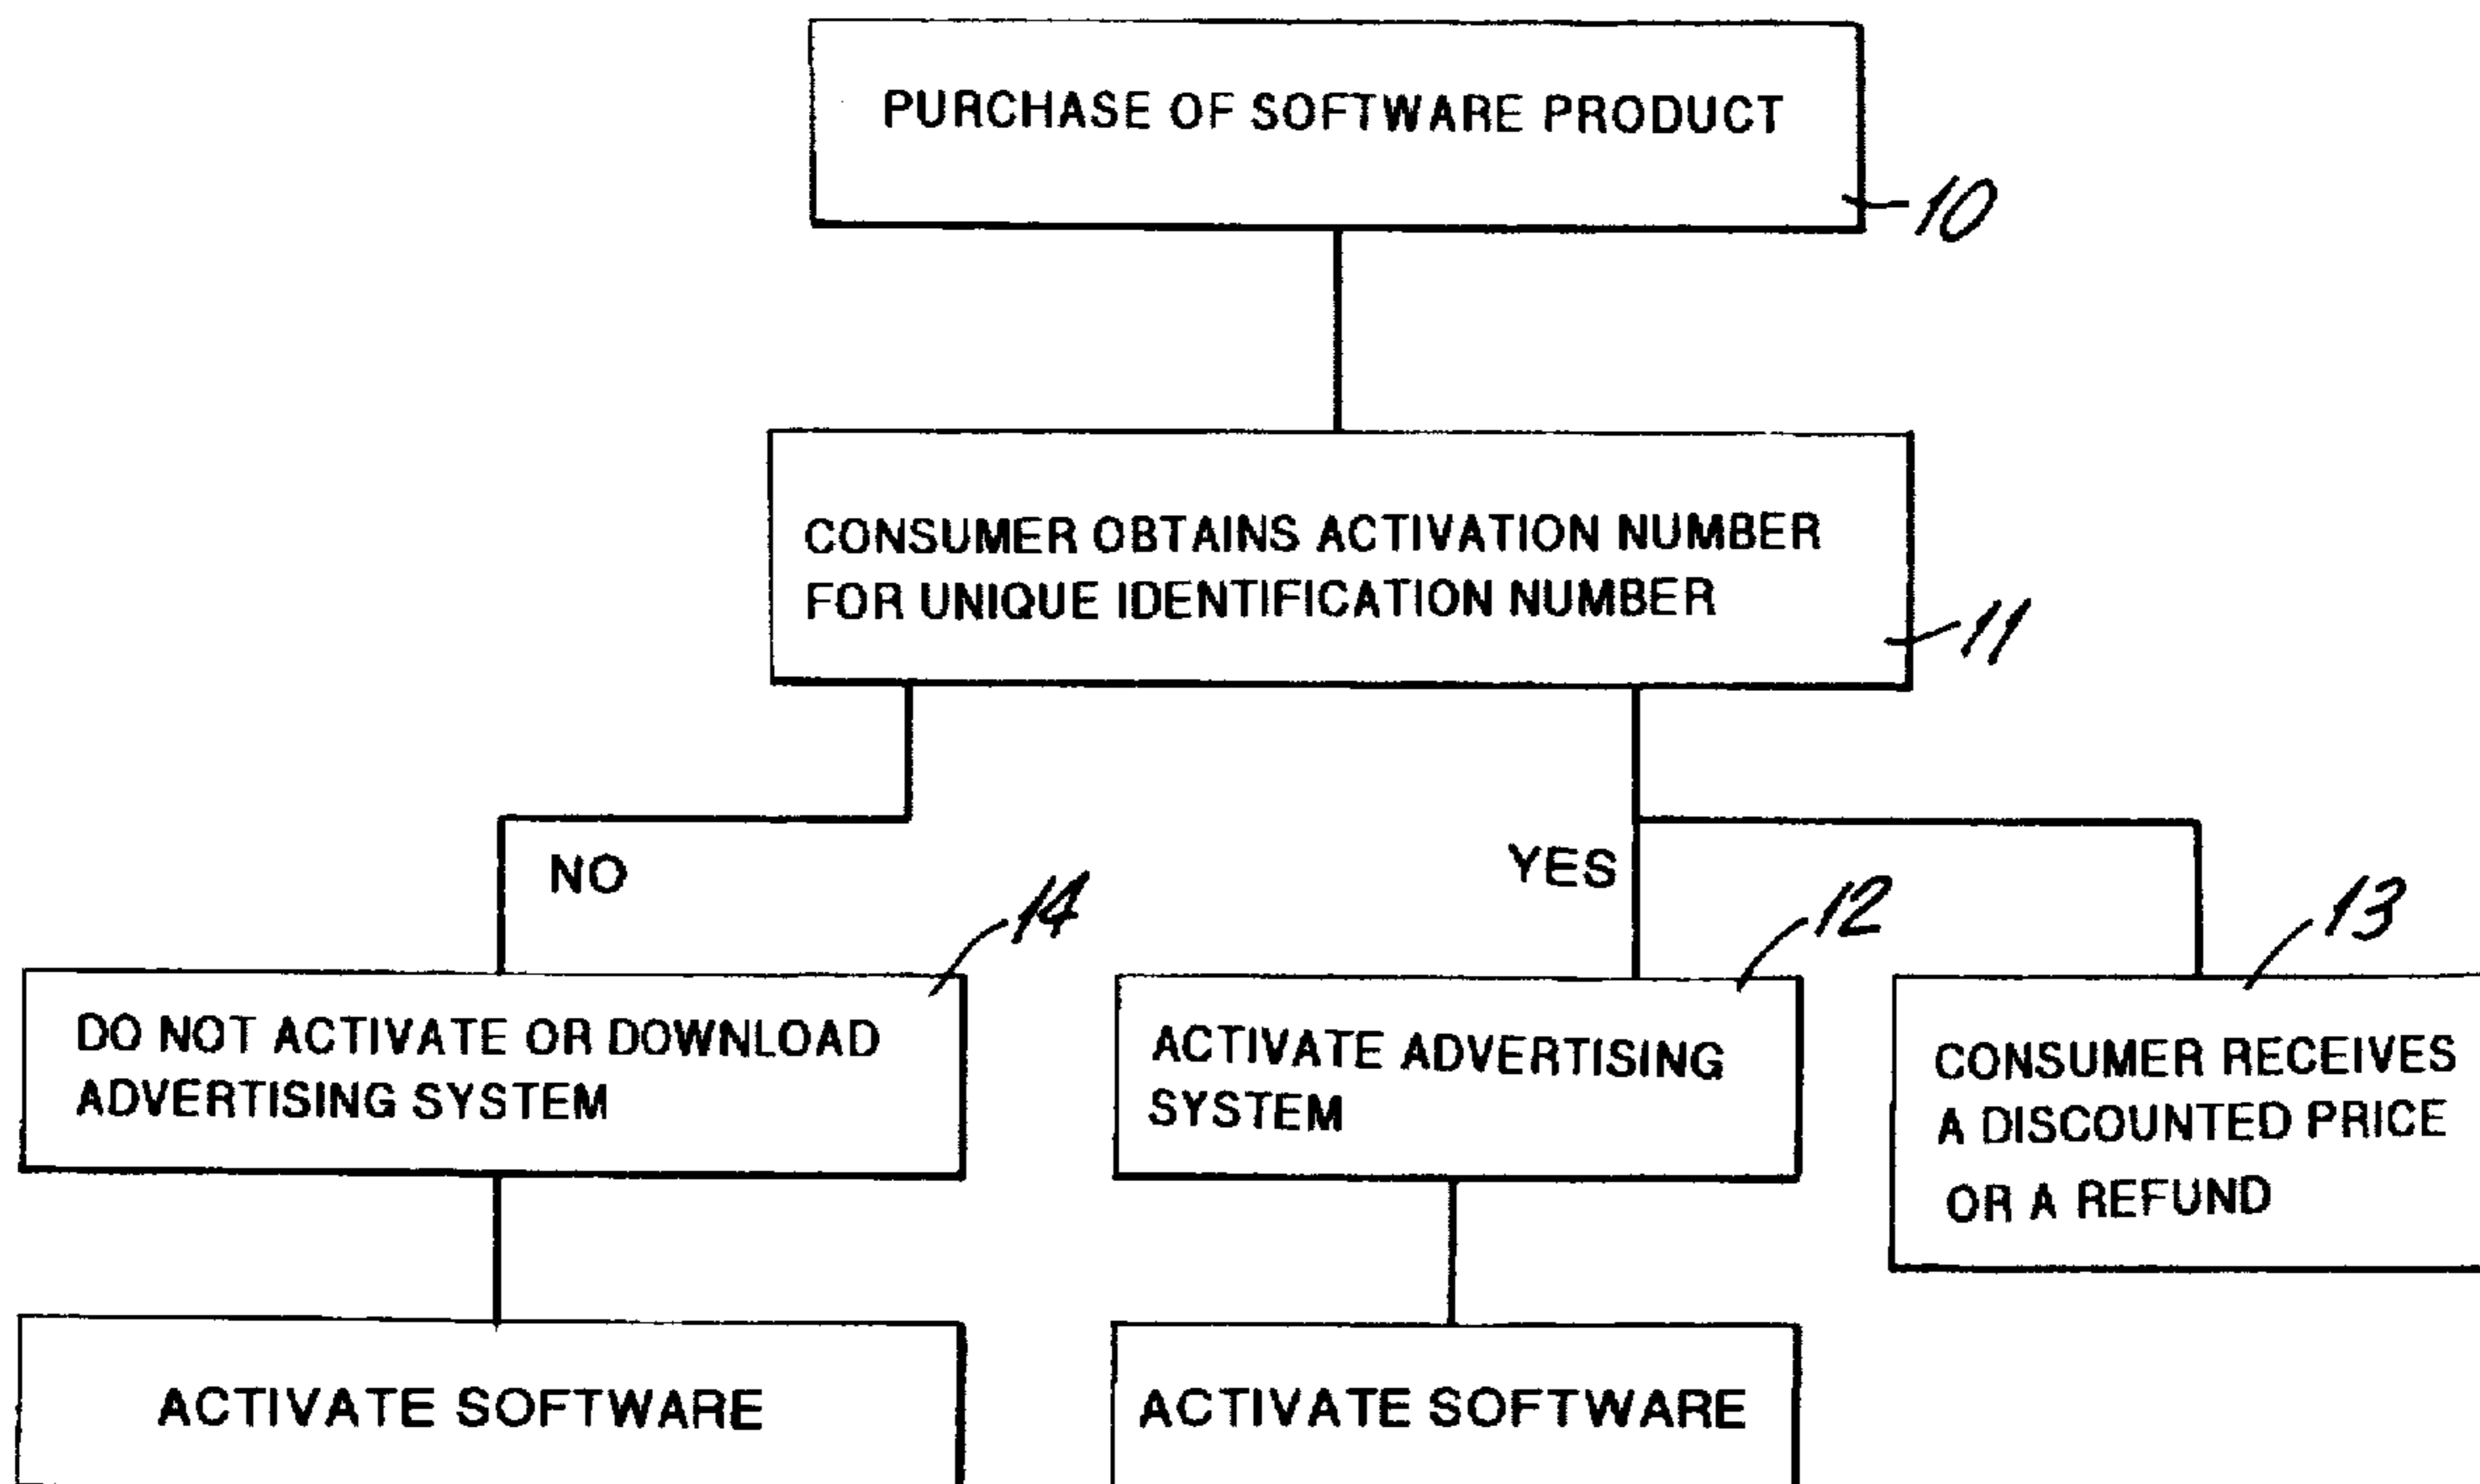 PURCHASE OF SOFTWARE PRODUCT
10
CONSUMER OBTAINS ACTIVATION NUMBER
FOR UNIQUE IDENTIFICATION NUMBER
11
NO
YES
14
12
13
DO NOT ACTIVATE OR DOWNLOAD
ADVERTISING SYSTEM
ACTIVATE ADVERTISING
SYSTEM
CONSUMER RECEIVES
A DISCOUNTED PRICE
OR A REFUND
ACTIVATE SOFTWARE
ACTIVATE SOFTWARE